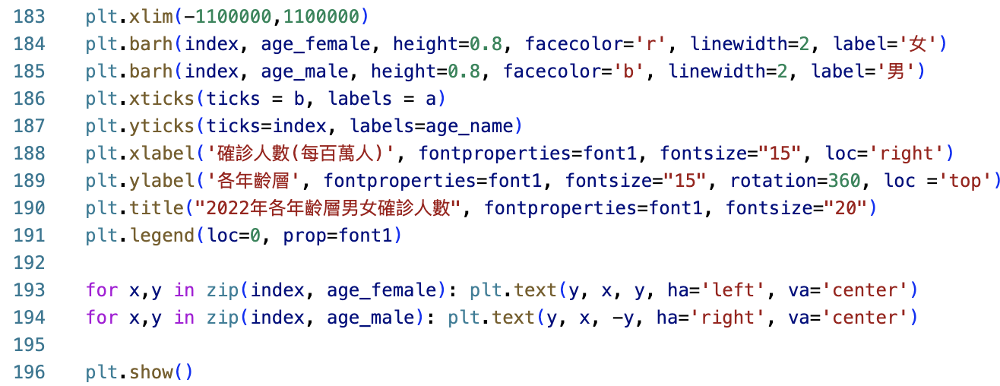 183 plt.xlim(-1100000,1100000)
184 plt.barh(index, age_female, height=0.8, facecolor='r', linewidth=2, label='女')
185 plt.barh(index, age_male, height=0.8, facecolor='b', linewidth=2, label='男')
186 plt.xticks(ticks = b, labels = a)
187 plt.yticks(ticks=index, labels=age_name)
188 plt.xlabel('確診人數(每百萬人)', fontproperties=font1, fontsize="15", loc='right')
189 plt.ylabel('各年齡層', fontproperties=font1, fontsize="15", rotation=360, loc ='top')
190 plt.title("2022年各年齡層男女確診人數", fontproperties=font1, fontsize="20")
191 plt.legend(loc=0, prop=font1)
192
193 for x,y in zip(index, age_female): plt.text(y, x, y, ha='left', va='center')
194 for x,y in zip(index, age_male): plt.text(y, x, -y, ha='right', va='center')
195
196 plt.show()